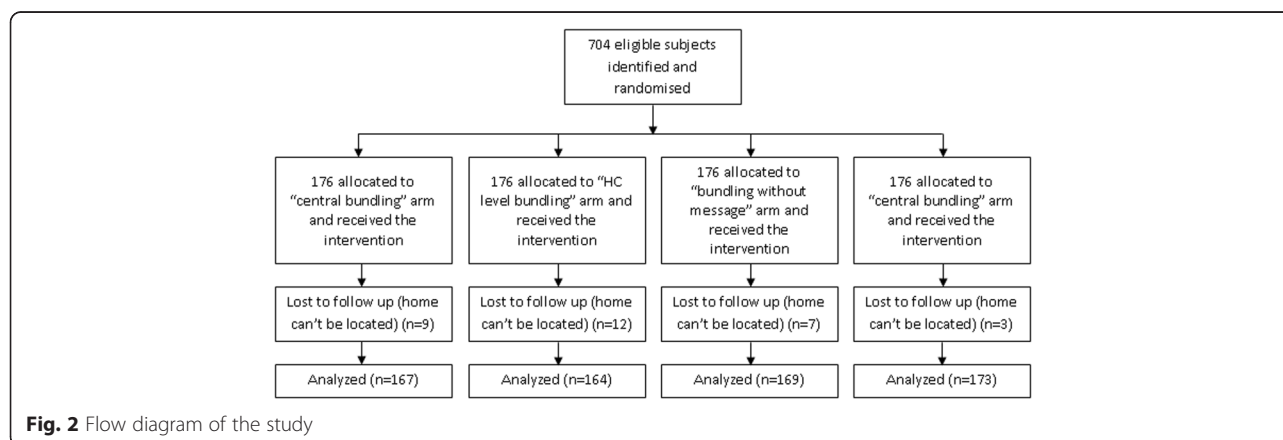 704 eligible subjects
identified and
randomised
176 allocated to
“central bundling” arm
and received the
intervention
176 allocated to “HC
level bundling” arm and
received the
intervention
176 allocated to
“bundling without
message” arm and
received the
intervention
176 allocated to
“central bundling” arm
and received the
intervention
Lost to follow up (home
can’t be located) (n=9)
Lost to follow up (home
can’t be located) (n=12)
Lost to follow up (home
can’t be located) (n=7)
Lost to follow up (home
can’t be located) (n=3)
Analyzed (n=167)
Analyzed (n=164)
Analyzed (n=169)
Analyzed (n=173)
Fig. 2 Flow diagram of the study